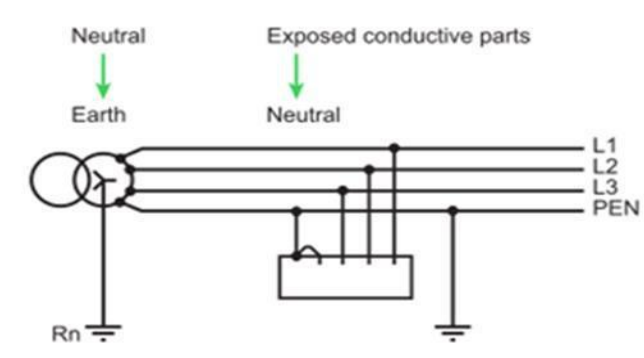 Neutral
Exposed conductive parts
Earth
Neutral
L1
L2
L3
PEN
Rn